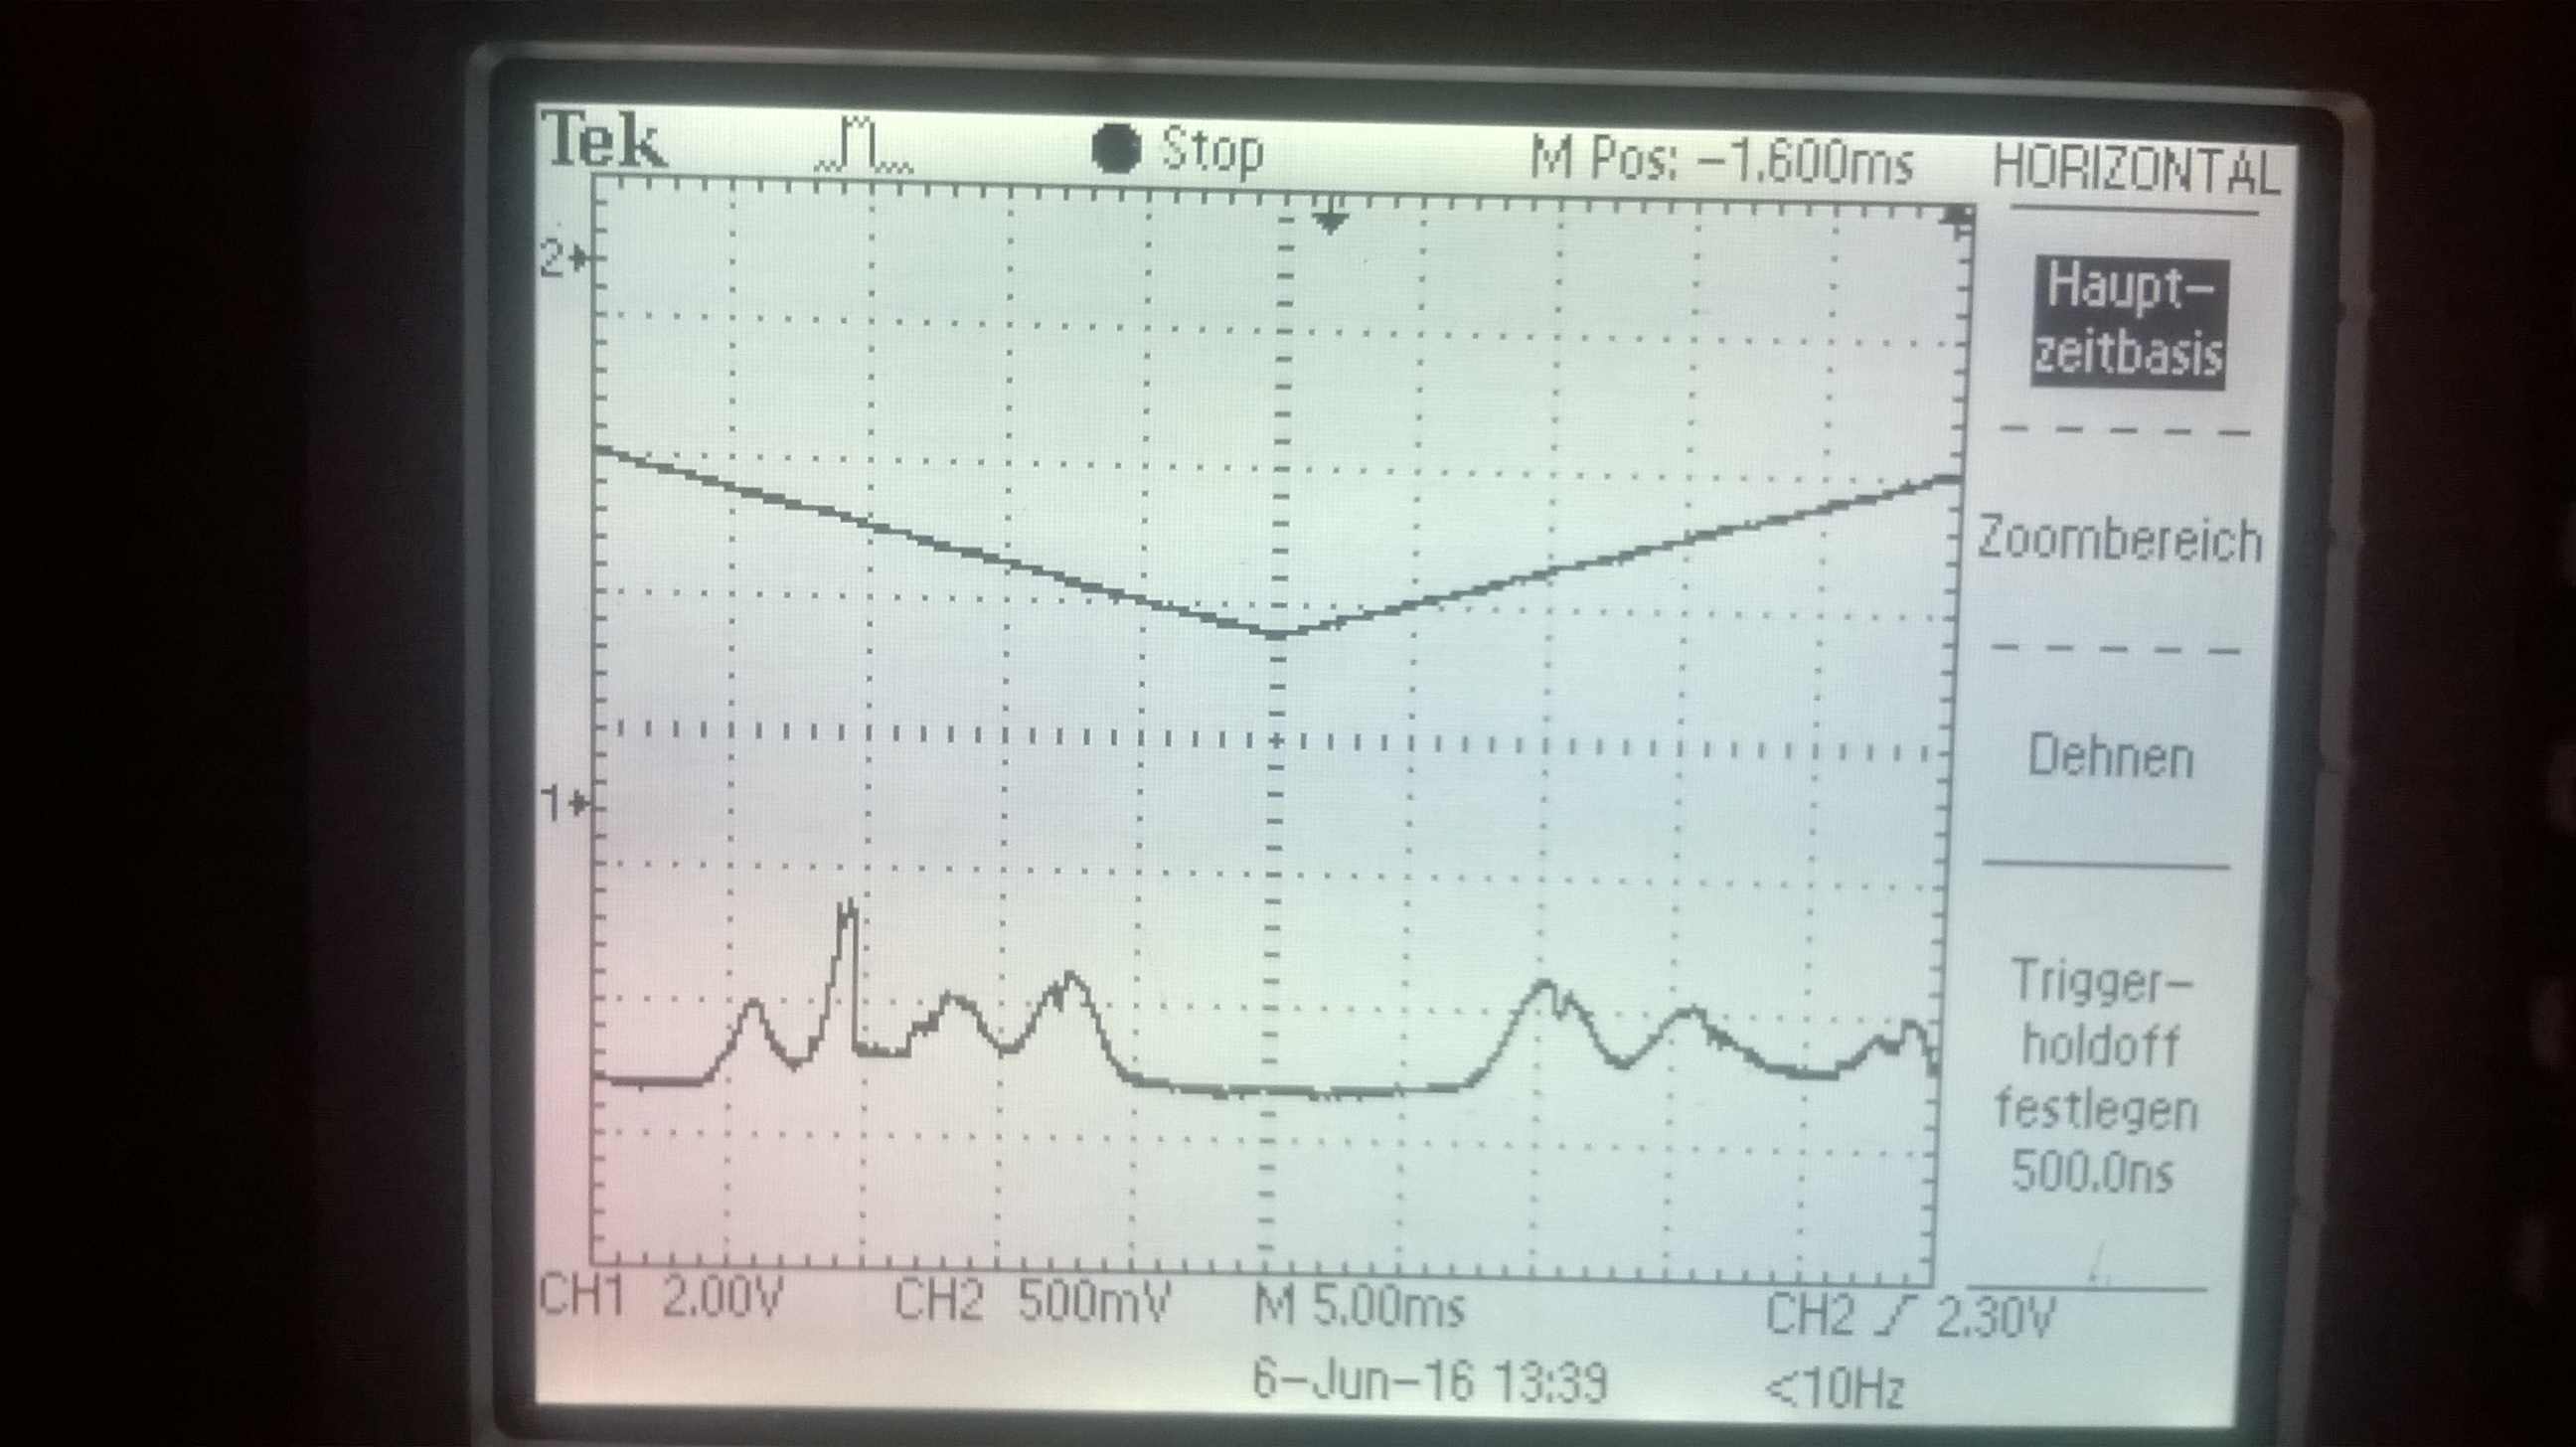 Tek Stop M Pos: -1.600ms HORIZONTAL
2
Haupt-
zeitbasis
Zoombereich
Dehnen
1
Trigger-
holdoff
festlegen
500.0ns
CH1 2.00V CH2 500mV M 5.00ms CH2 2.30V
6-Jun-16 13:39 <10Hz